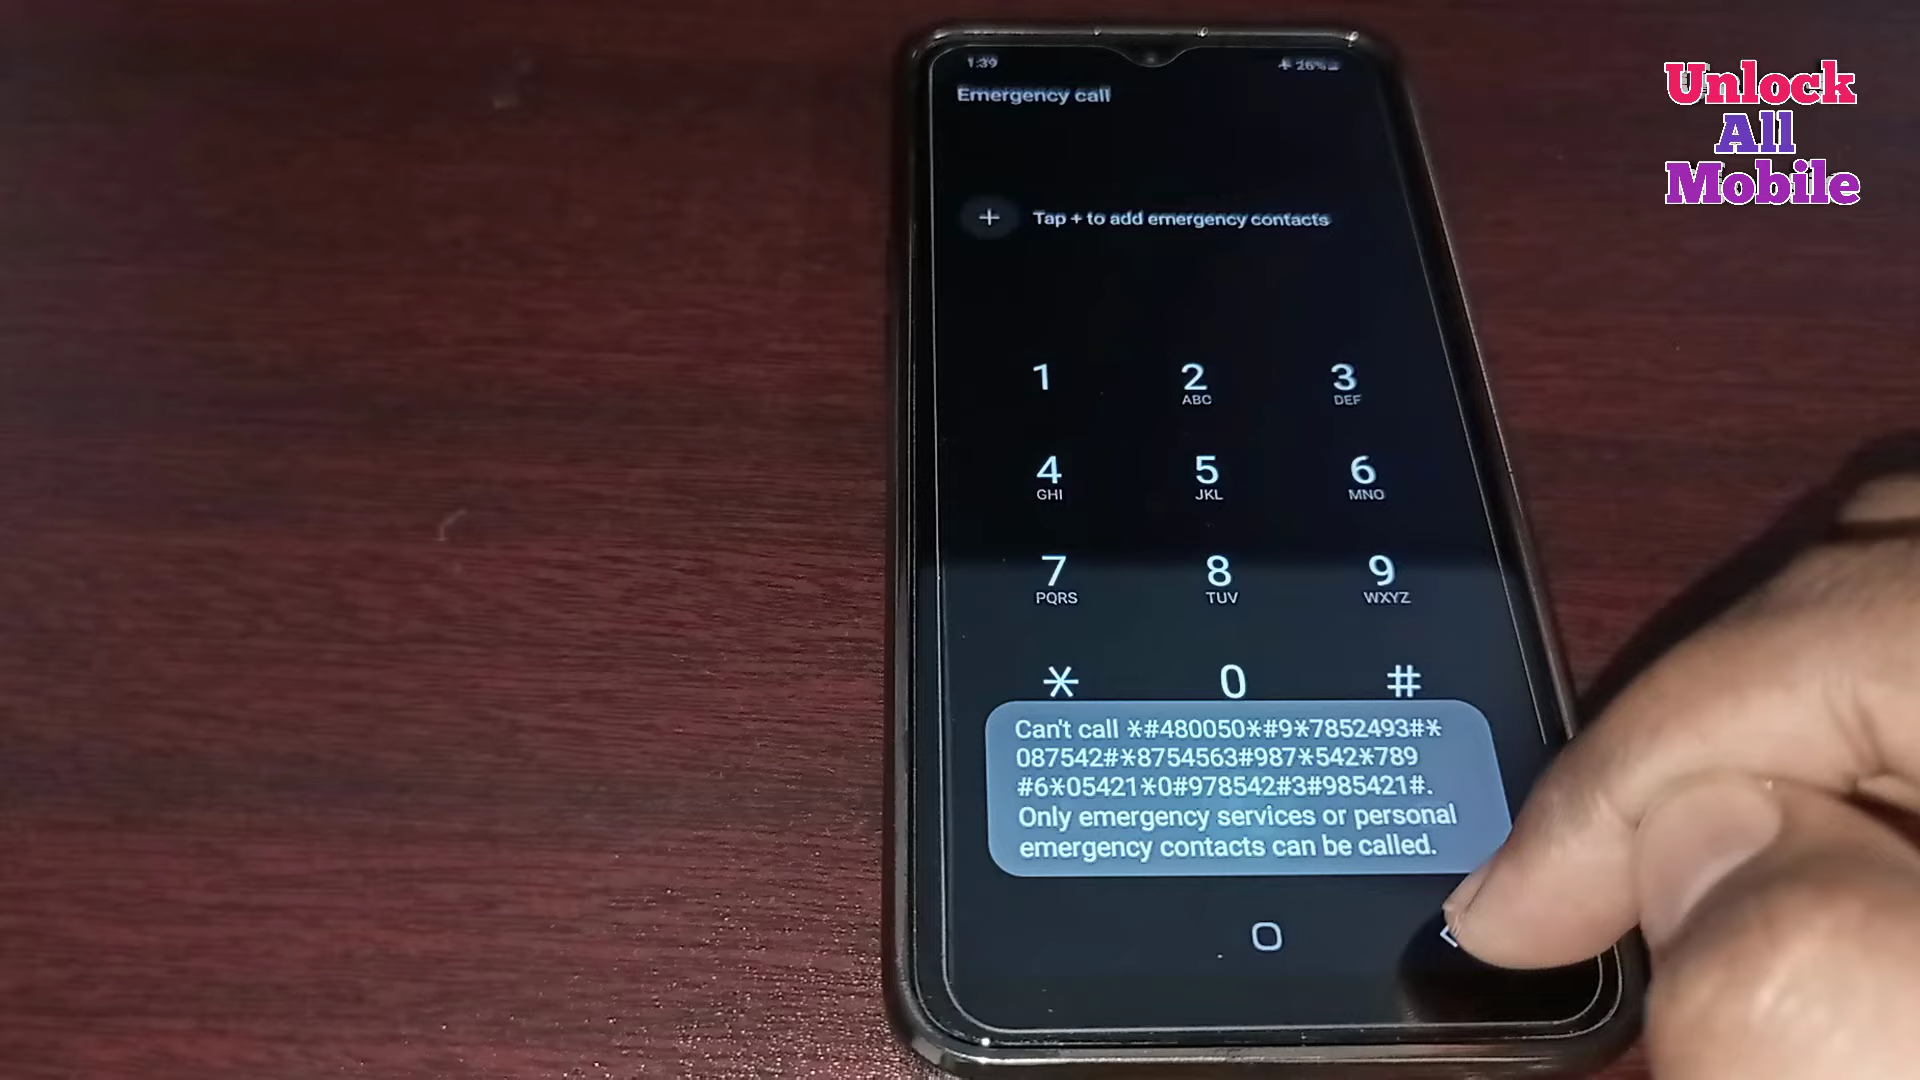 1:39
26%
Emergency call
+ Tap + to add emergency contacts
1
2
ABC
3
DEF
4
GHI
5
JKL
6
MNO
7
PQRS
8
TUV
9
WXYZ
*
0
#
Can't call *#480050*#9*7852493#*
087542#*8754563#987*542*789
#6*05421*0#978542#3#985421#.
Only emergency services or personal
emergency contacts can be called.
Unlock
All
Mobile